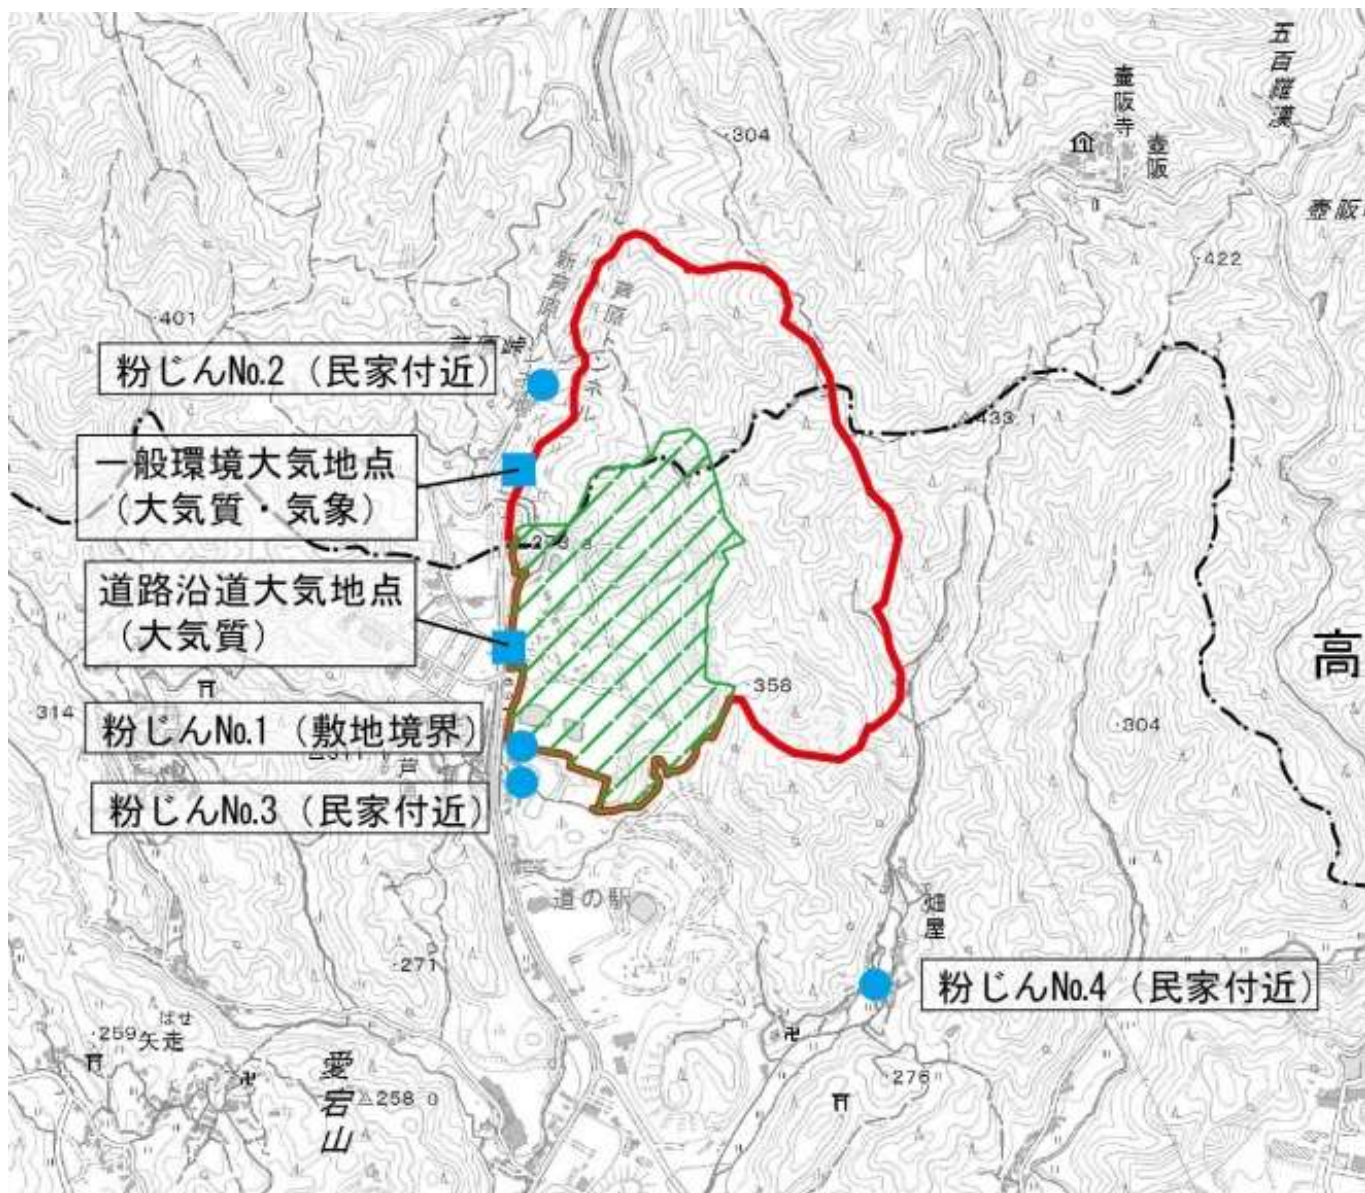 五百羅漢
壷阪寺
壷阪
壷阪
・304
・422
・401
新芦原
芦原トンネル
粉じんNo.2（民家付近）
一般環境大気地点
（大気質・気象）
433
道路沿道大気地点
（大気質）
高
314
・358
・304
粉じんNo.1（敷地境界）
芦
粉じんNo.3（民家付近）
道の駅
畑屋
・271
粉じんNo.4（民家付近）
・259
はせ
矢走
愛宕山
258
・276